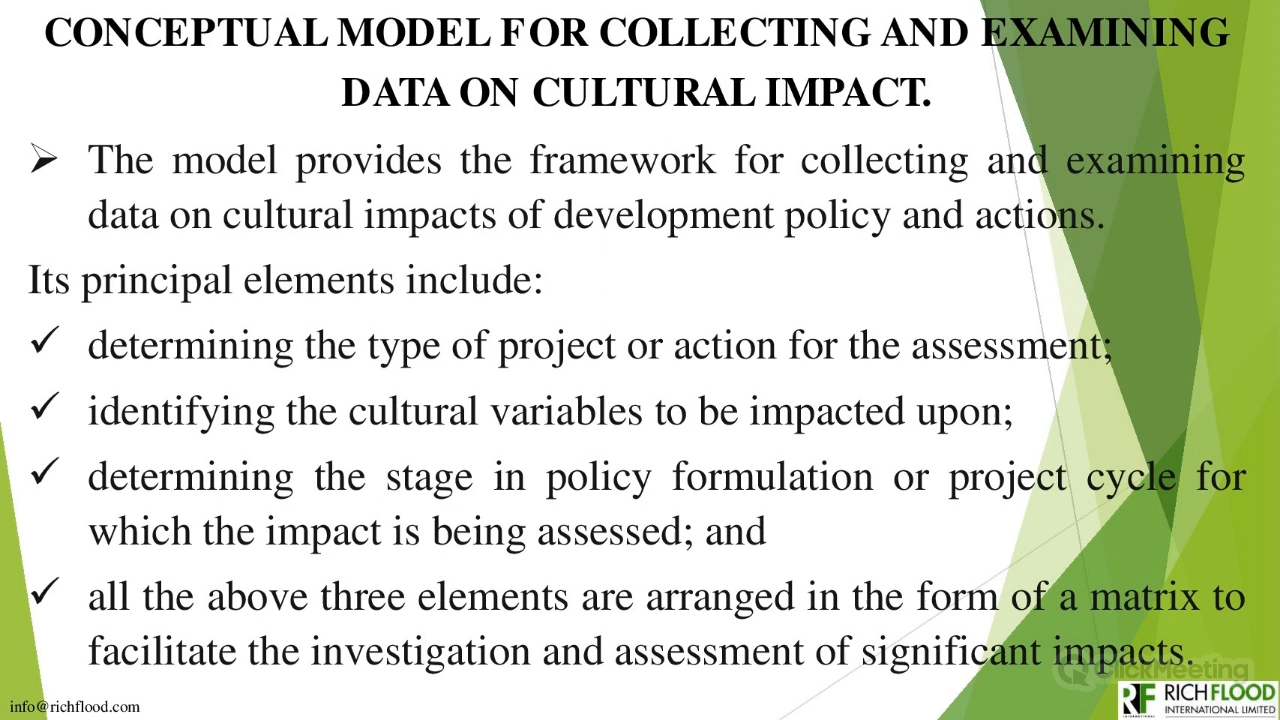 CONCEPTUAL MODEL FOR COLLECTING AND EXAMINING
DATA ON CULTURAL IMPACT.
➢ The model provides the framework for collecting and examining
data on cultural impacts of development policy and actions.
Its principal elements include:
✓ determining the type of project or action for the assessment;
✓ identifying the cultural variables to be impacted upon;
✓ determining the stage in policy formulation or project cycle for
which the impact is being assessed; and
✓ all the above three elements are arranged in the form of a matrix to
facilitate the investigation and assessment of significant impacts.
ClickMeeting
info@richflood.com
RF
INTERNATIONAL
RICHFLOOD
INTERNATIONAL LIMITED